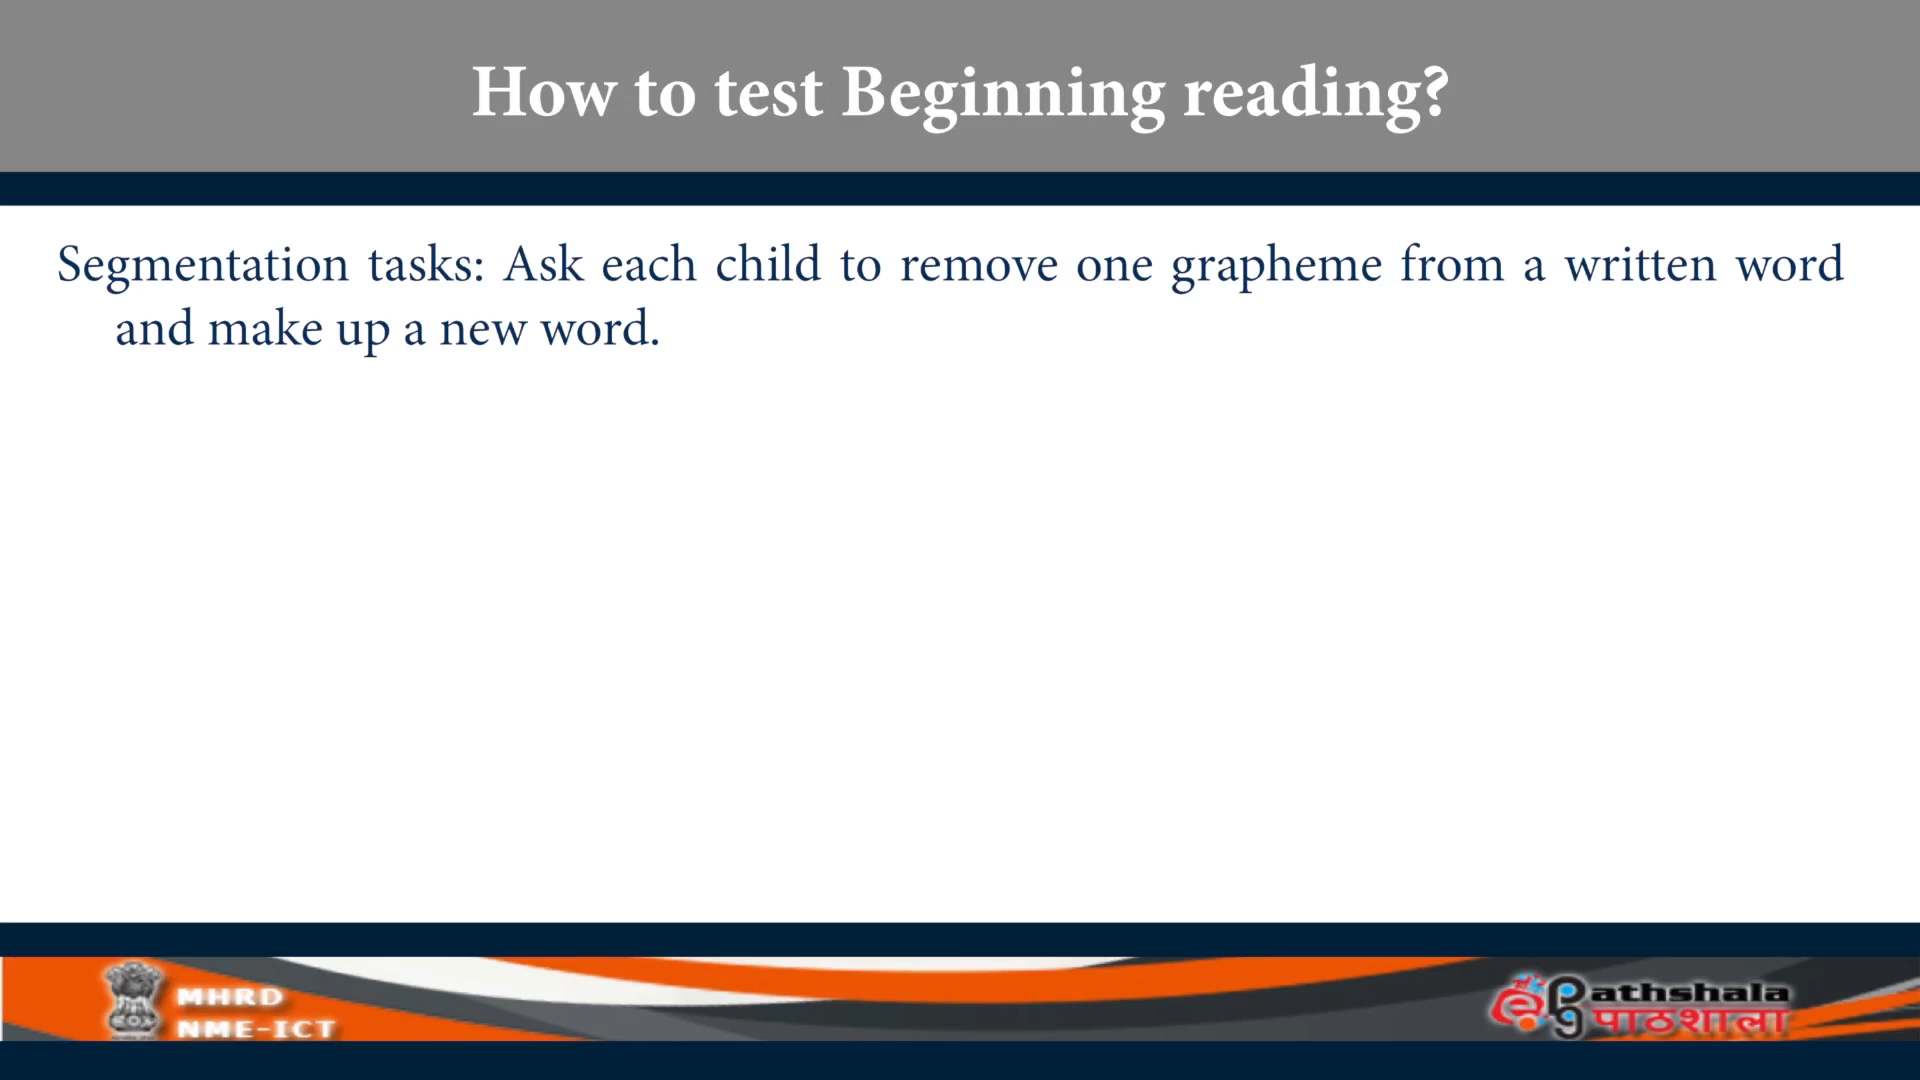 How to test Beginning reading?
Segmentation tasks: Ask each child to remove one grapheme from a written word
and make up a new word.
MHRD
NME-ICT
Pathshala
पाठशाला